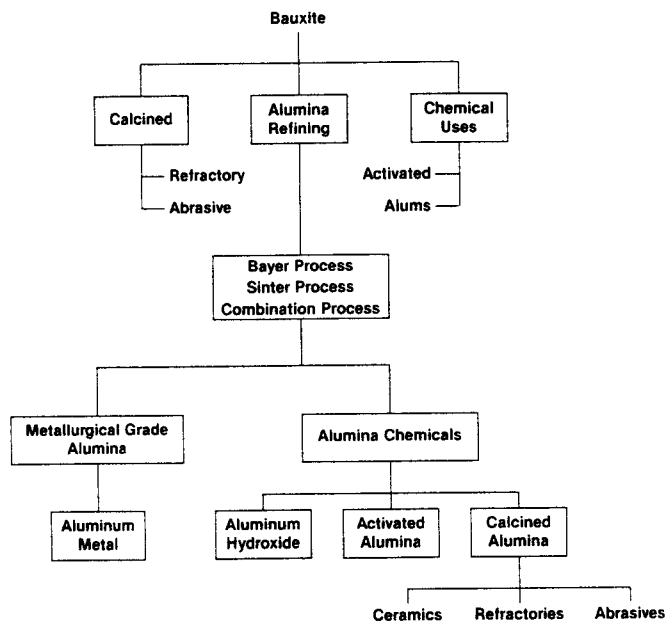 Bauxite
Calcined
Alumina
Refining
Chemical
Uses
Refractory
Abrasive
Activated
Alums
Bayer Process
Sinter Process
Combination Process
Metallurgical Grade
Alumina
Alumina Chemicals
Aluminum
Metal
Aluminum
Hydroxide
Activated
Alumina
Calcined
Alumina
Ceramics
Refractories
Abrasives